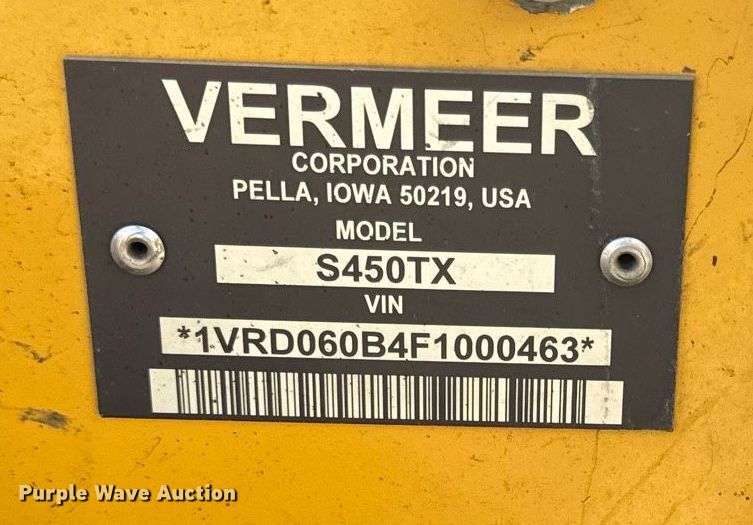 VERMEER
CORPORATION
PELLA, IOWA 50219, USA
MODEL
S450TX
VIN
*1VRD060B4F1000463*
Purple Wave Auction